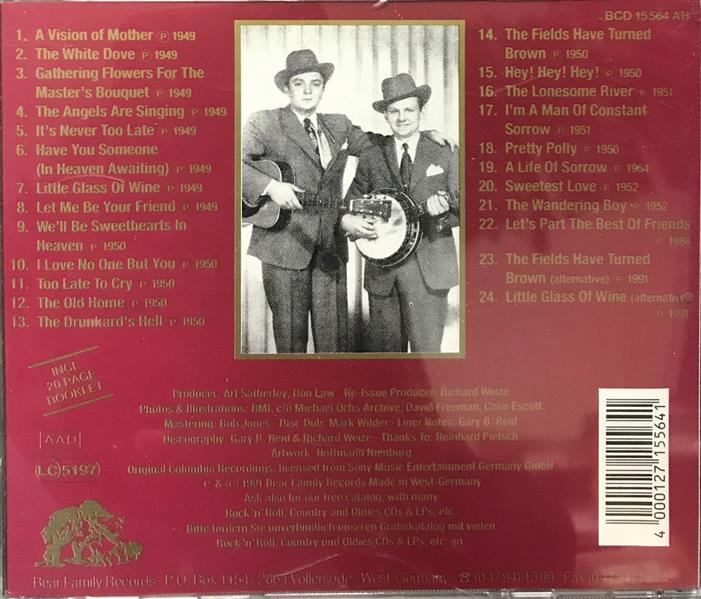 BCD 15 564 AH
1. A Vision of Mother ℗ 1949
2. The White Dove ℗ 1949
3. Gathering Flowers For The
Master's Bouquet ℗ 1949
4. The Angels Are Singing ℗ 1949
5. It's Never Too Late ℗ 1949
6. Have You Someone
(In Heaven Awaiting) ℗ 1949
7. Little Glass Of Wine ℗ 1949
8. Let Me Be Your Friend ℗ 1949
9. We'll Be Sweethearts In
Heaven ℗ 1950
10. I Love No One But You ℗ 1950
11. Too Late To Cry ℗ 1950
12. The Old Home ℗ 1950
13. The Drunkard's Hell ℗ 1950
14. The Fields Have Turned
Brown ℗ 1950
15. Hey! Hey! Hey! ℗ 1950
16. The Lonesome River ℗ 1951
17. I'm A Man Of Constant
Sorrow ℗ 1951
18. Pretty Polly ℗ 1950
19. A Life Of Sorrow ℗ 1964
20. Sweetest Love ℗ 1952
21. The Wandering Boy ℗ 1952
22. Let's Part The Best Of Friends
℗ 1986
23. The Fields Have Turned
Brown (alternative) ℗ 1991
24. Little Glass Of Wine (alternative)
℗ 1991
INCL.
20 PAGE
BOOKLET
AAD
LC 5197
Producer: Art Satherley, Don Law · Re-Issue Producer: Richard Weize
Photos & Illustrations: BMI, c/o Michael Ochs Archive, David Freeman, Colin Escott
Mastering: Bob Jones · Disc Dub: Mark Wilder · Liner Notes: Gary B. Reid
Discography: Gary B. Reid & Richard Weize · Thanks To: Reinhard Pietsch
Artwork: Hoffmann Nienburg
Original Columbia Recordings, licensed from Sony Music Entertainment Germany GmbH
℗ & (C) 1991 Bear Family Records Made in West-Germany
Ask also for our free catalog, with many
Rock'n'Roll, Country and Oldies CDs & LPs, etc.
Bitte fordern Sie unverbindlich unseren Gratiskatalog mit vielen
Rock'n'Roll, Country und Oldies CDs & LPs, etc. an.
4 000127 155641
Bear Family Records · P.O. Box 1154 · 2864 Vollersode · West-Germany · ☎ (04794) 1399 · Fax